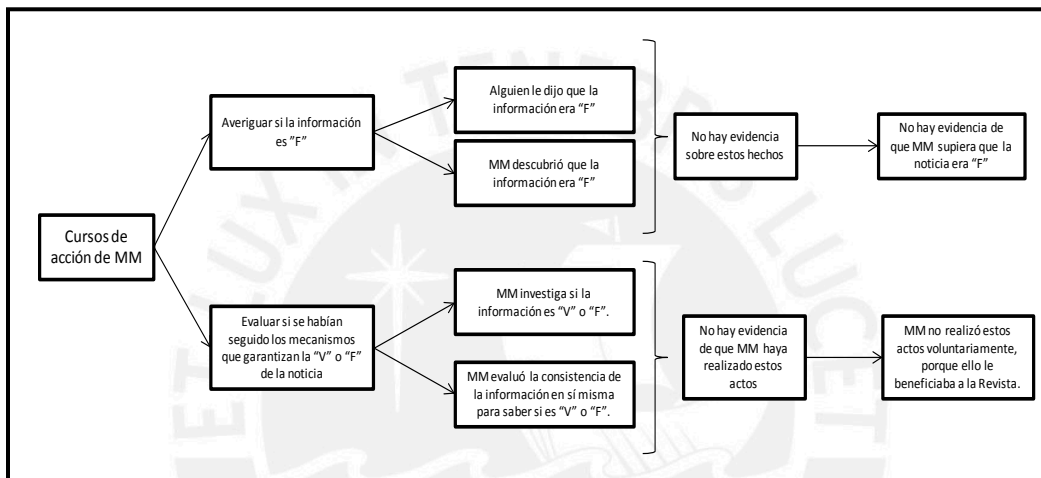 Cursos de
acción de MM
Averiguar si la información
es "F"
Alguien le dijo que la
información era "F"
MM descubrió que la
información era "F"
No hay evidencia
sobre estos hechos
No hay evidencia de
que MM supiera que la
noticia era "F"
Evaluar si se habían
seguido los mecanismos
que garantizan la "V" o "F"
de la noticia
MM investiga si la
información es "V" o "F".
MM evaluó la consistencia de
la información en sí misma
para saber si es "V" o "F".
No hay evidencia
de que MM haya
realizado estos
actos
MM no realizó estos
actos voluntariamente,
porque ello le
beneficiaba a la Revista.
ET LUX IN TENEBRIS LUCET